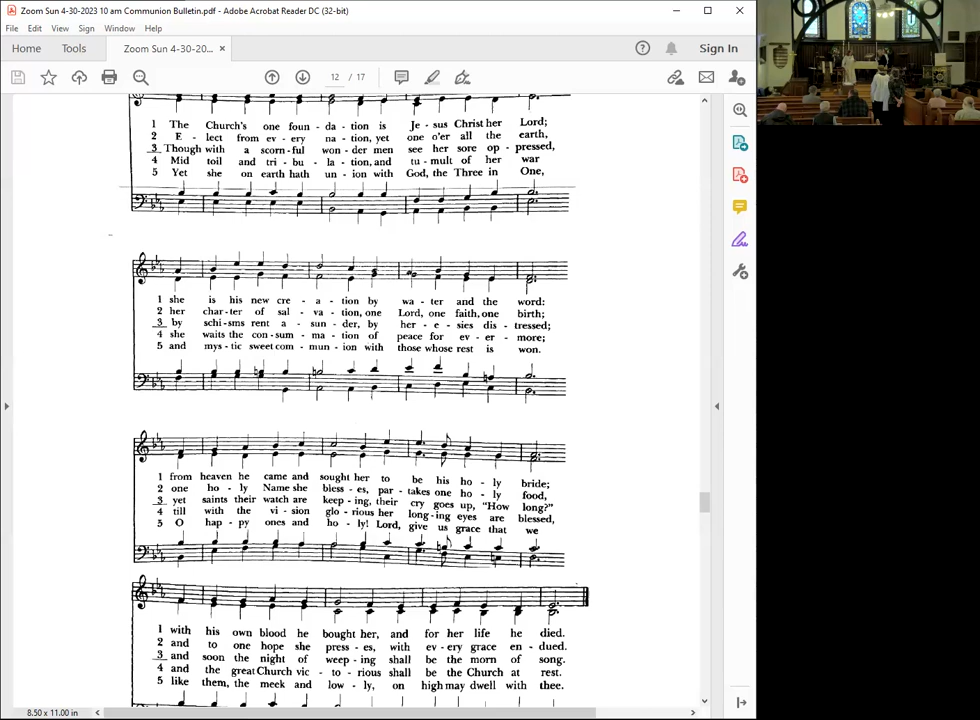 Zoom Sun 4-30-2023 10 am Communion Bulletin.pdf - Adobe Acrobat Reader DC (32-bit)
File Edit View Sign Window Help
Home Tools Zoom Sun 4-30-20... × Sign In
12 / 17
1 The Church's one foun - da - tion is Je - sus Christ her Lord;
2 E - lect from ev - ery na - tion, yet one o'er all the earth,
3 Though with a scorn - ful won - der men see her sore op - pressed,
4 Mid toil and trib - u - la - tion, and tu - mult of her war
5 Yet she on earth hath un - ion with God, the Three in One,
1 she is his new cre - a - tion by wa - ter and the word:
2 her char - ter of sal - va - tion, one Lord, one faith, one birth;
3 by schi - sms rent a - sun - der, by her - e - sies dis - tressed;
4 she waits the con - sum - ma - tion of peace for ev - er - more;
5 and mys - tic sweet com - mun - ion with those whose rest is won.
1 from heaven he came and sought her to be his ho - ly bride;
2 one ho - ly Name she bless - es, par - takes one ho - ly food,
3 yet saints their watch are keep - ing, their cry goes up, "How long?"
4 till with the vi - sion glo - rious her long - ing eyes are blessed,
5 O hap - py ones and ho - ly! Lord, give us grace that we
1 with his own blood he bought her, and for her life he died.
2 and to one hope she press - es, with ev - ery grace en - dued.
3 and soon the night of weep - ing shall be the morn of song.
4 and the great Church vic - to - rious shall be the Church at rest.
5 like them, the meek and low - ly, on high may dwell with thee.
8.50 x 11.00 in